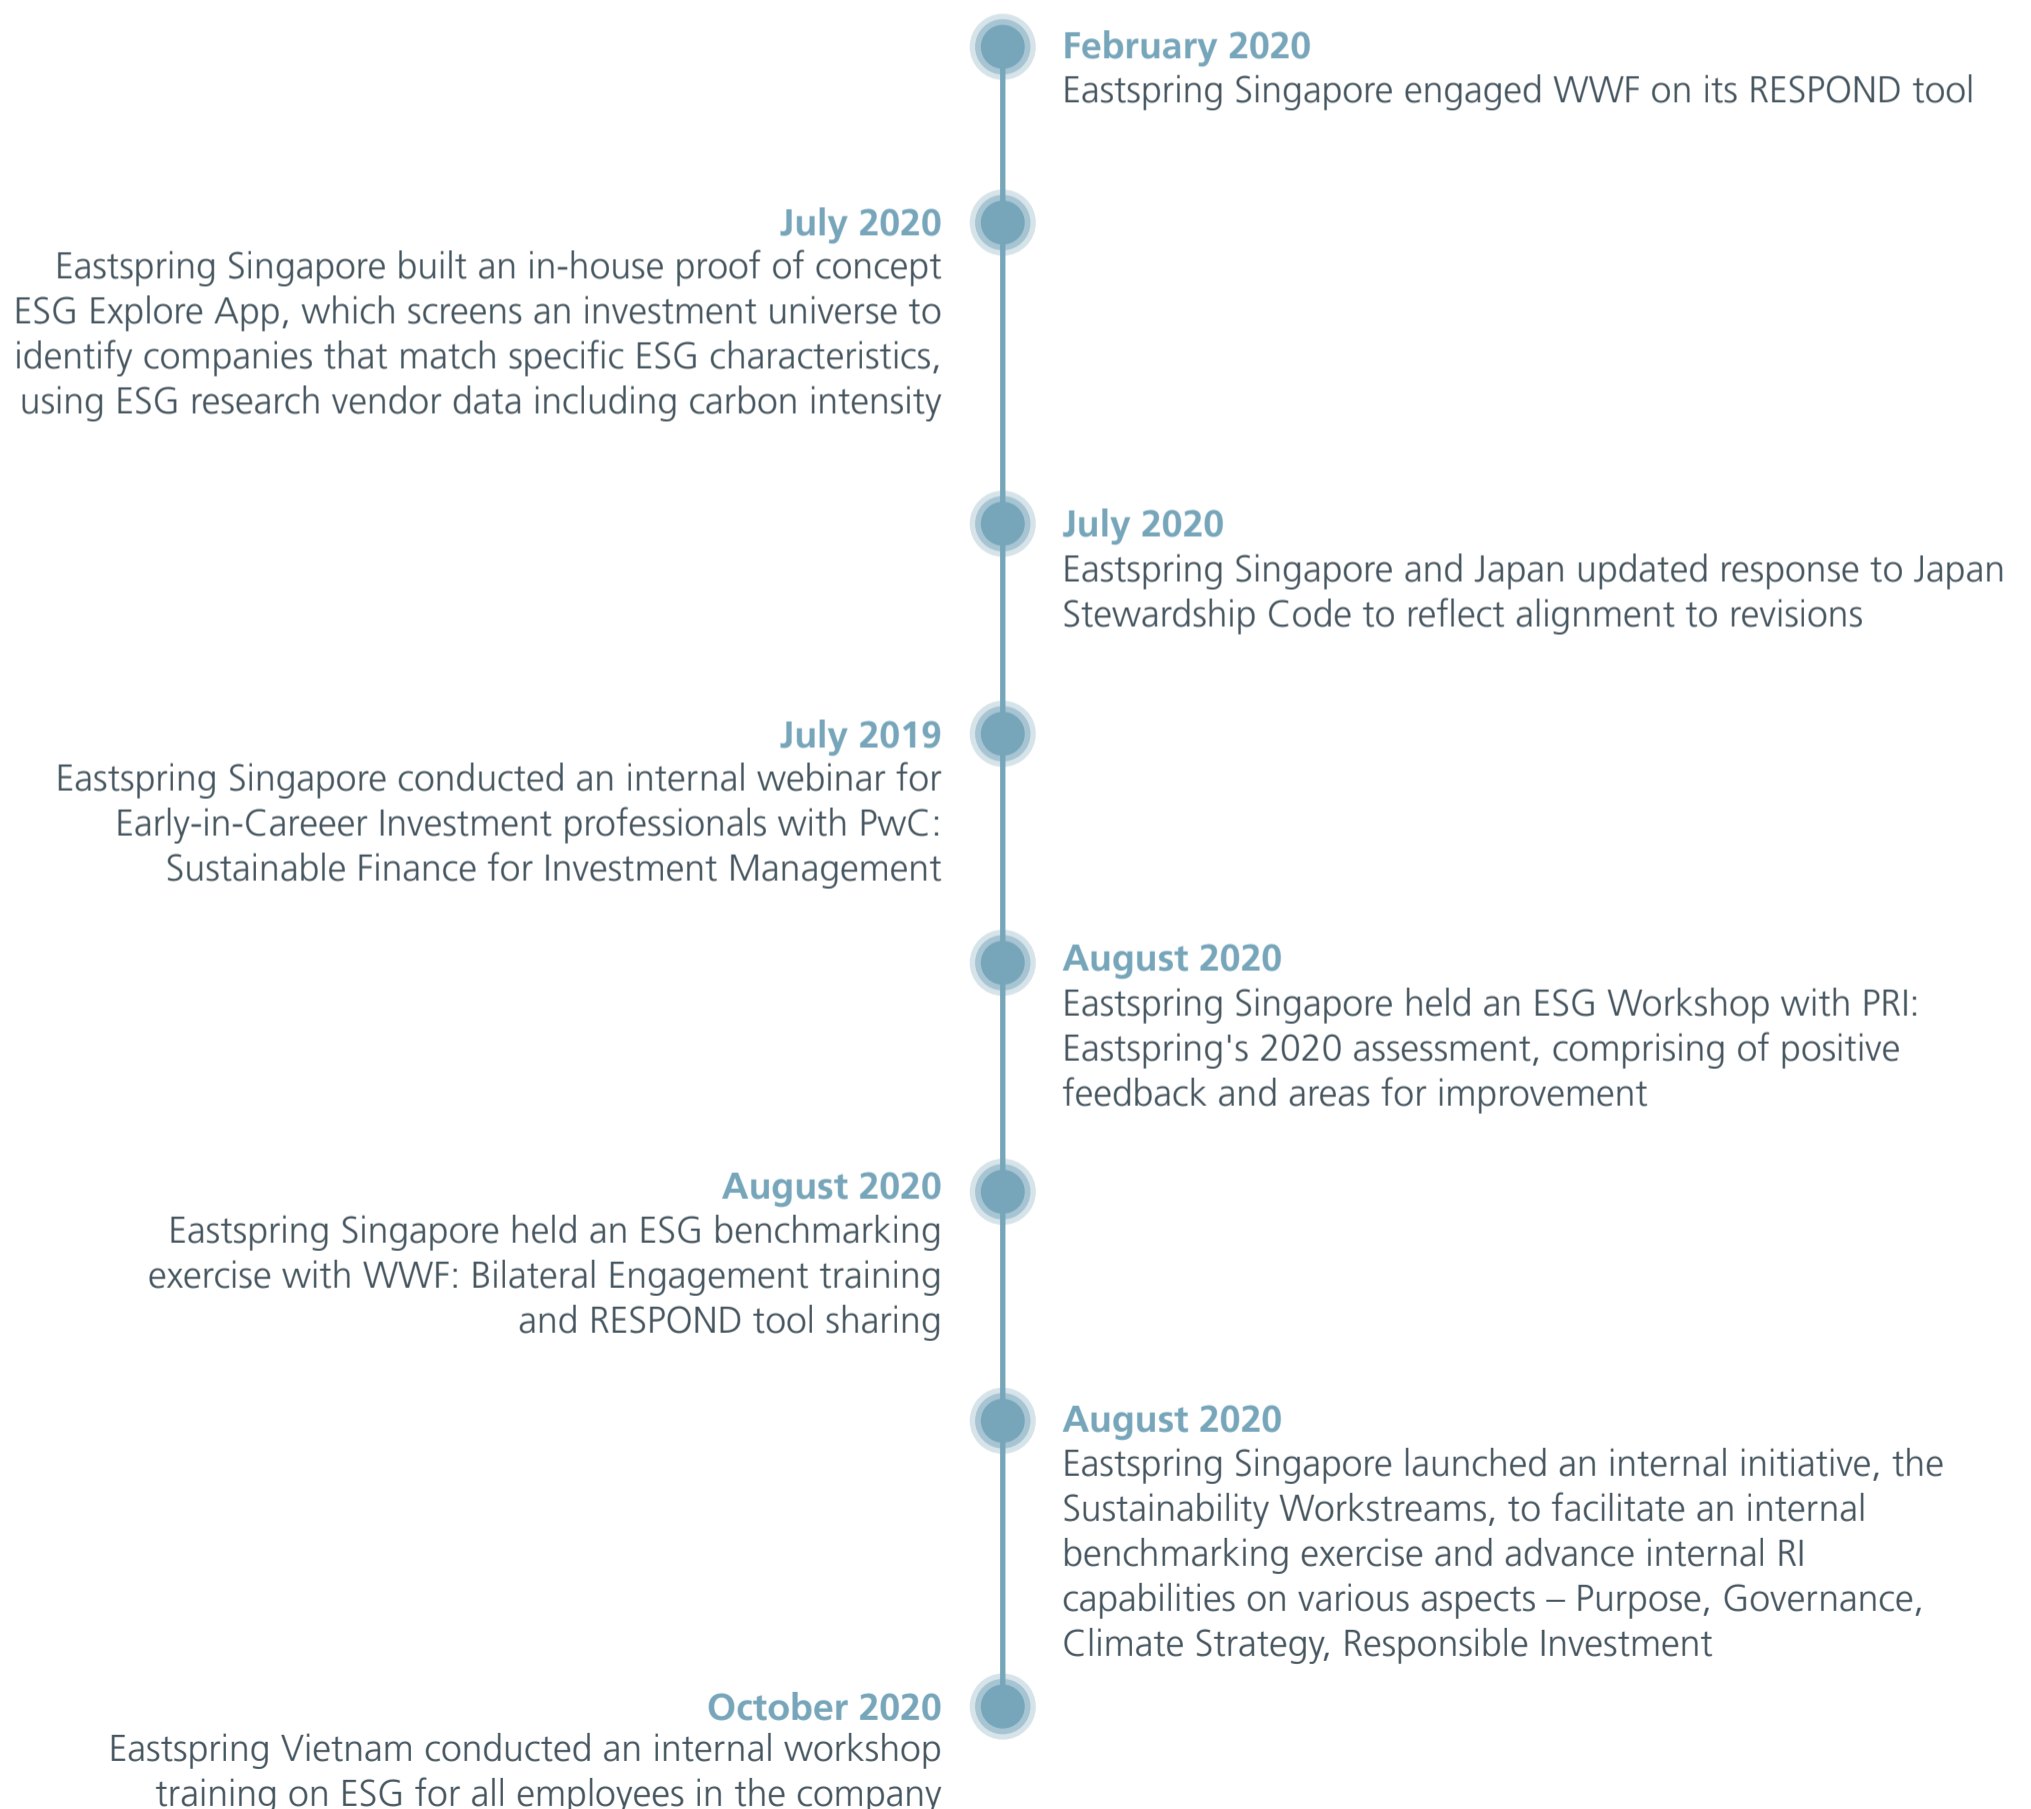 February 2020
Eastspring Singapore engaged WWF on its RESPOND tool
July 2020
Eastspring Singapore built an in-house proof of concept
ESG Explore App, which screens an investment universe to
identify companies that match specific ESG characteristics,
using ESG research vendor data including carbon intensity
July 2020
Eastspring Singapore and Japan updated response to Japan
Stewardship Code to reflect alignment to revisions
July 2019
Eastspring Singapore conducted an internal webinar for
Early-in-Careeer Investment professionals with PwC:
Sustainable Finance for Investment Management
August 2020
Eastspring Singapore held an ESG Workshop with PRI:
Eastspring's 2020 assessment, comprising of positive
feedback and areas for improvement
August 2020
Eastspring Singapore held an ESG benchmarking
exercise with WWF: Bilateral Engagement training
and RESPOND tool sharing
August 2020
Eastspring Singapore launched an internal initiative, the
Sustainability Workstreams, to facilitate an internal
benchmarking exercise and advance internal RI
capabilities on various aspects – Purpose, Governance,
Climate Strategy, Responsible Investment
October 2020
Eastspring Vietnam conducted an internal workshop
training on ESG for all employees in the company